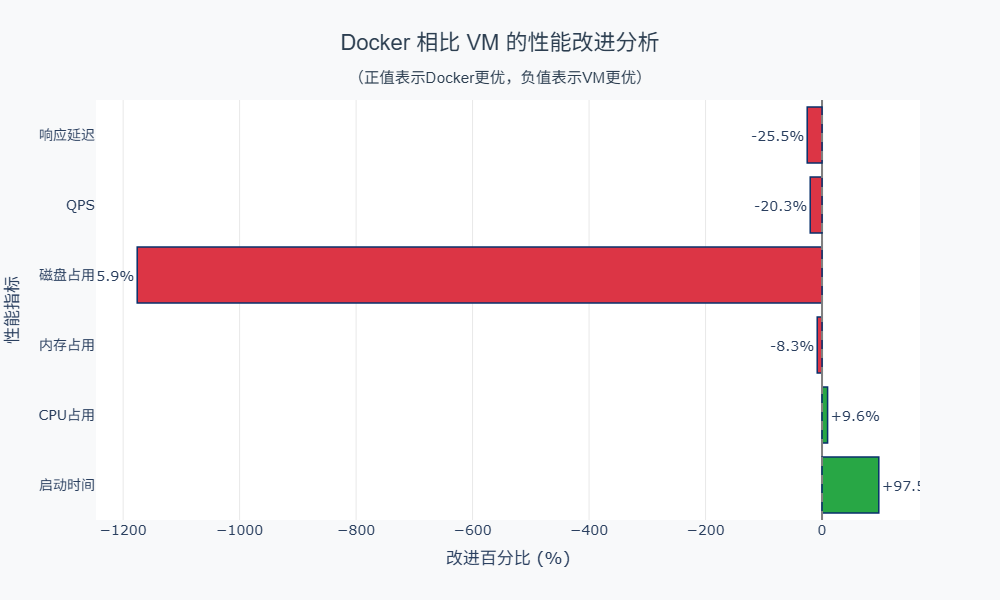 Docker 相比 VM 的性能改进分析
（正值表示Docker更优，负值表示VM更优）
性能指标
响应延迟
-25.5%
QPS
-20.3%
磁盘占用
5.9%
内存占用
-8.3%
CPU占用
+9.6%
启动时间
+97.5
−1200
−1000
−800
−600
−400
−200
0
改进百分比 (%)